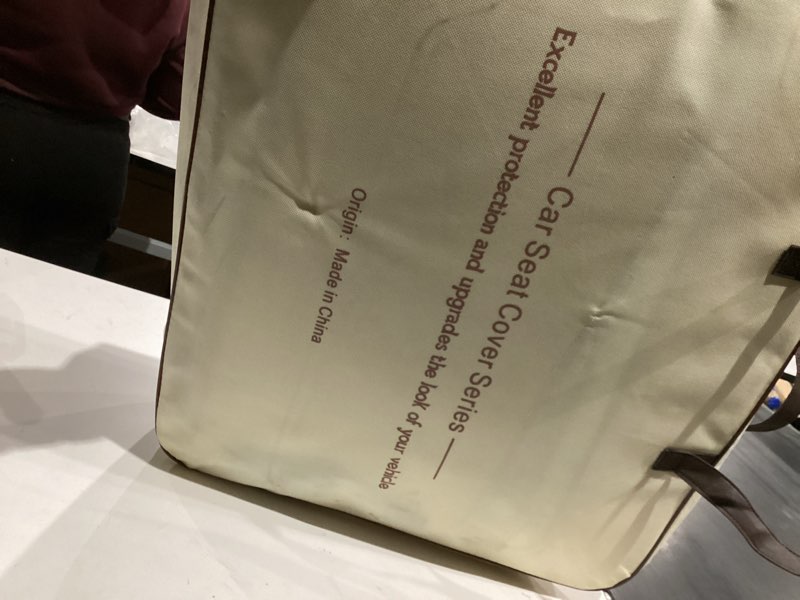 —— Car Seat Cover Series ——
Excellent protection and upgrades the look of your vehicle
Origin: Made in China